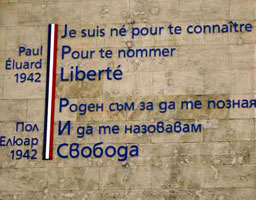 Je suis né pour te connaître
Pour te nommer
Liberté
Paul
Éluard
1942
Роден съм за да те позная
И да те назовавам
Свобода
Пол
Елюар
1942